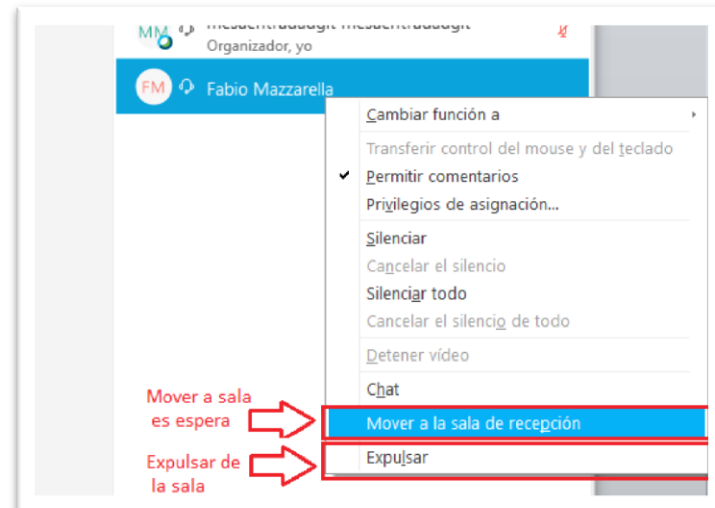 MM
Organizador, yo
FM Fabio Mazzarella
Cambiar función a
Transferir control del mouse y del teclado
Permitir comentarios
Privilegios de asignación...
Silenciar
Cancelar el silencio
Silenciar todo
Cancelar el silencio de todo
Detener vídeo
Chat
Mover a sala
es espera
Mover a la sala de recepción
Expulsar de
la sala
Expulsar